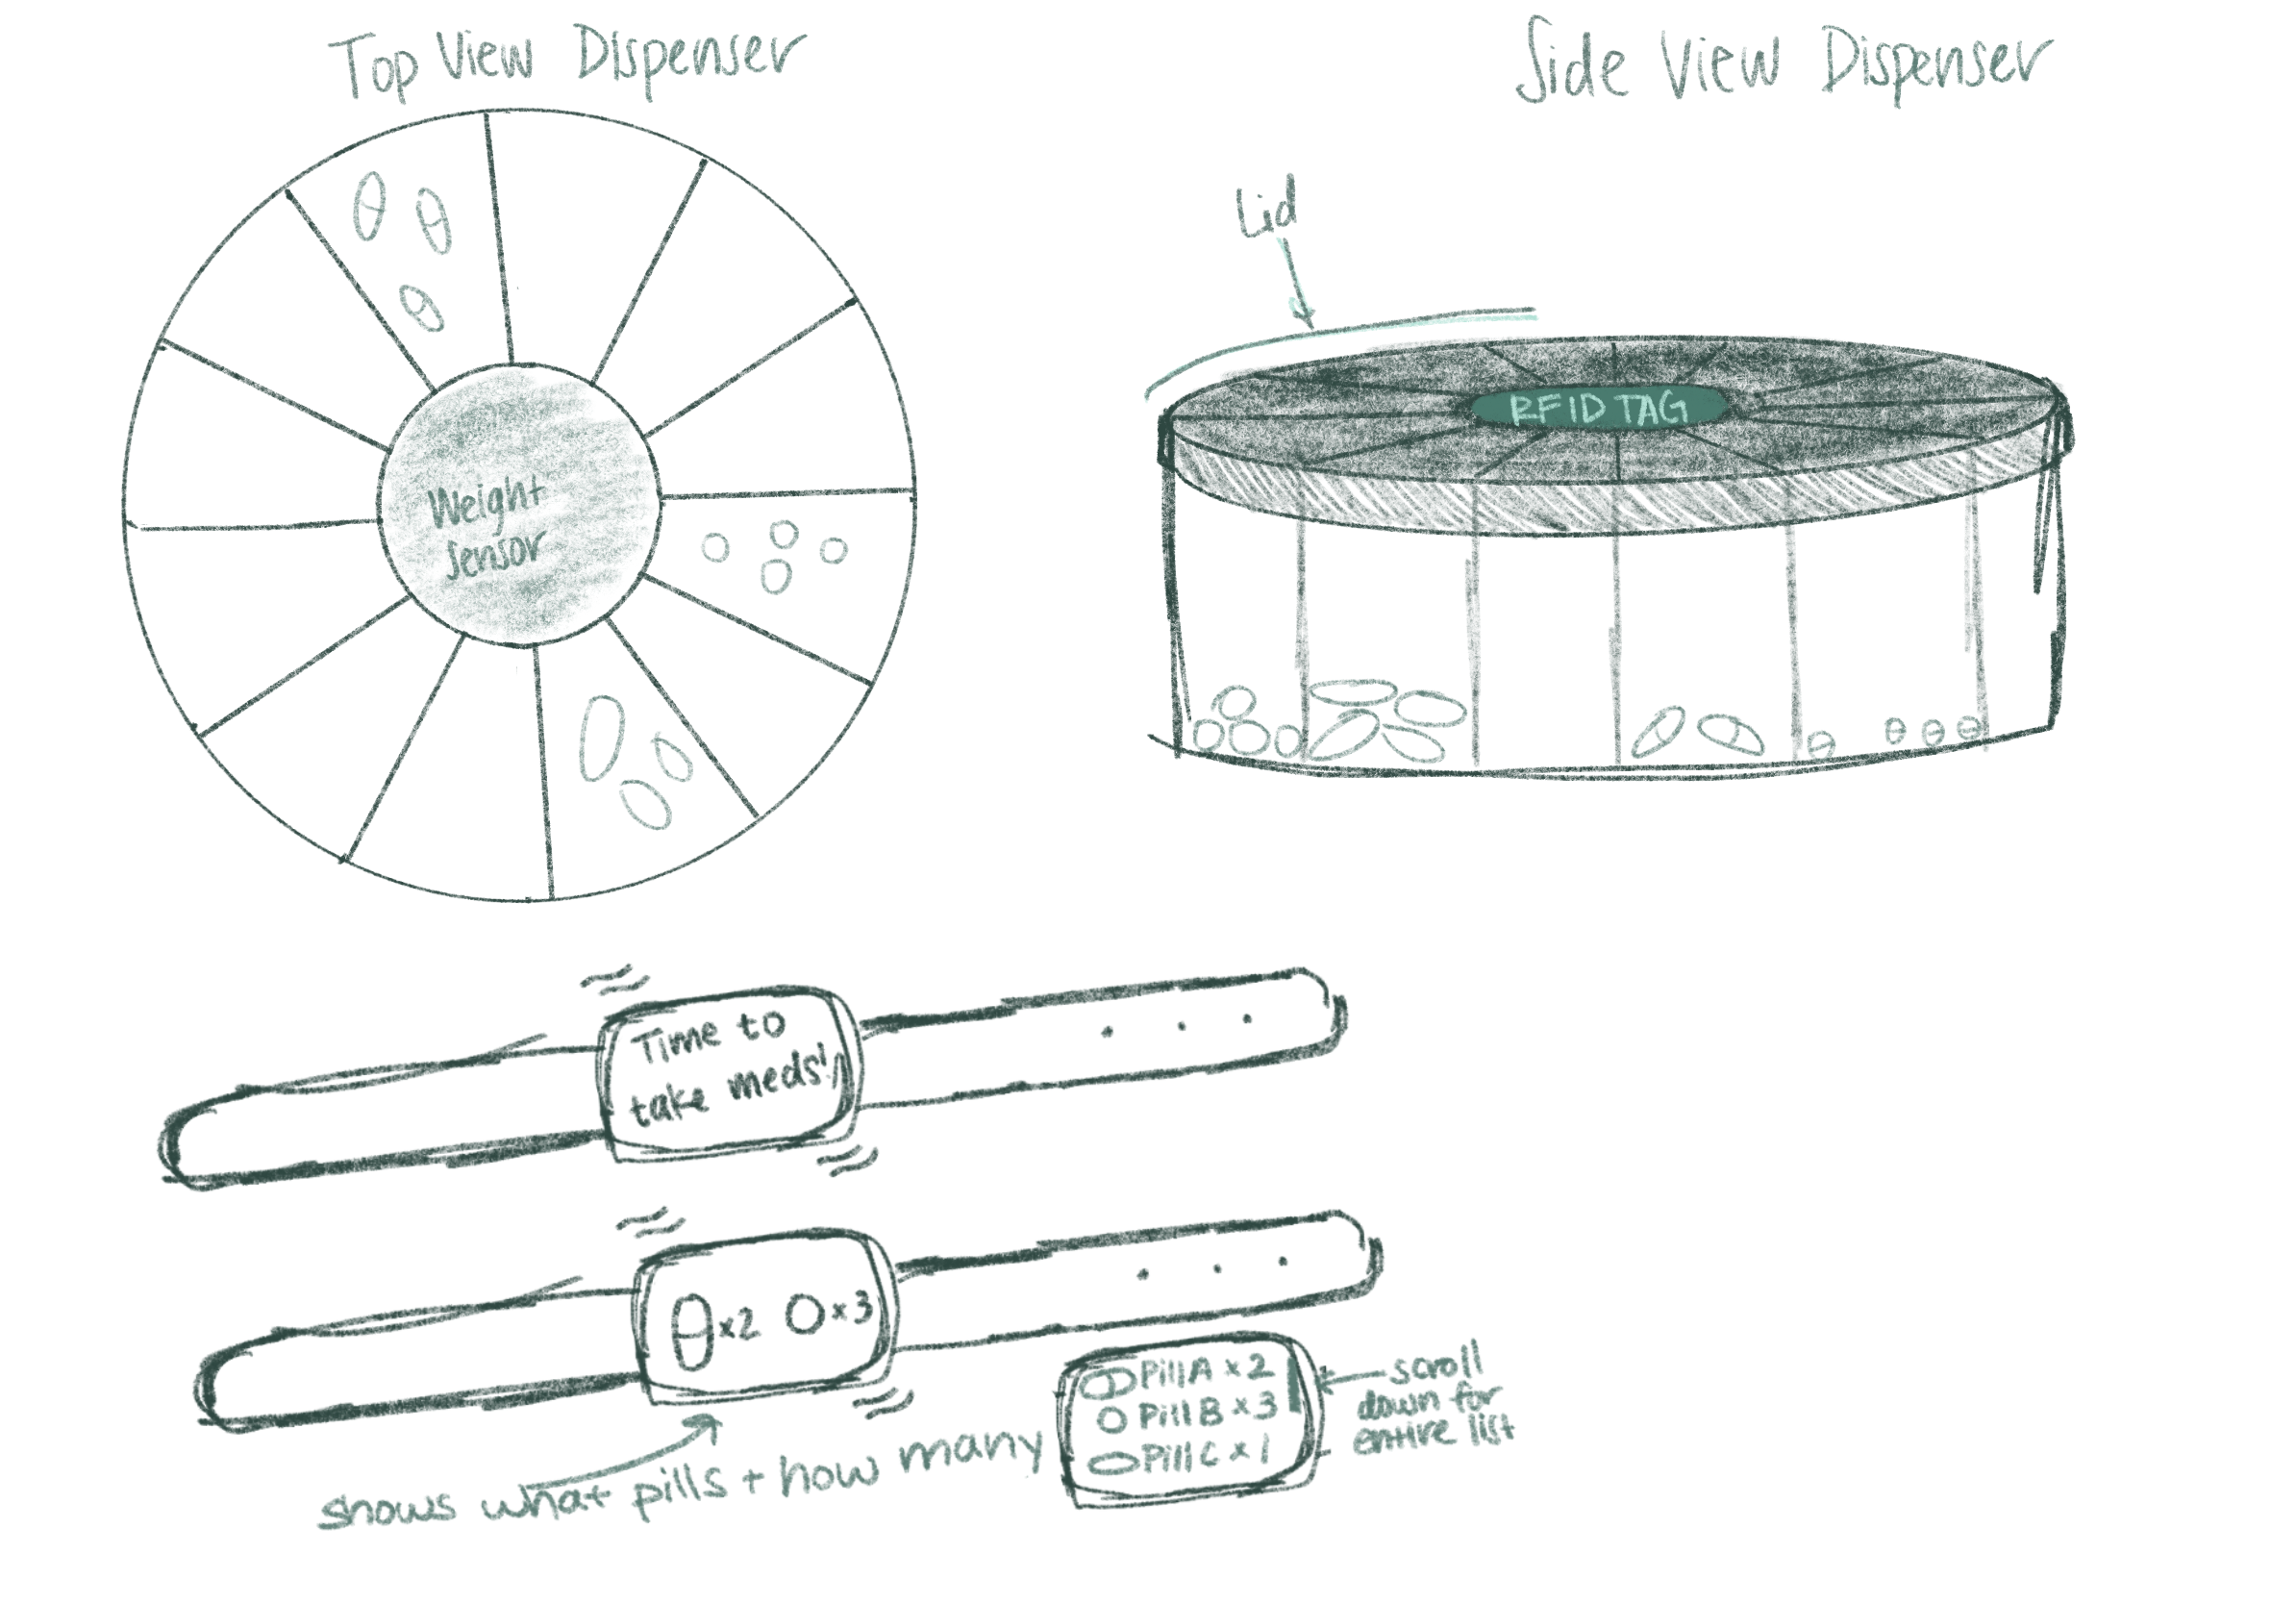 Top View Dispenser
Side View Dispenser
Lid
RFID TAG
Weight
Sensor
Time to
take meds!
x2 x3
shows what pills + how many
Pill A x 2
Pill B x 3
Pill C x 1
scroll
down for
entire list